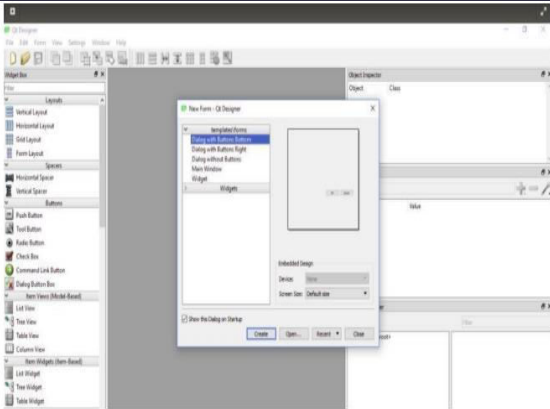 Qt Designer
File Edit Form View Settings Window Help
Widget Box
Filter
Layouts
Vertical Layout
Horizontal Layout
Grid Layout
Form Layout
Spacers
Horizontal Spacer
Vertical Spacer
Buttons
Push Button
Tool Button
Radio Button
Check Box
Command Link Button
Dialog Button Box
Item Views (Model-Based)
List View
Tree View
Table View
Column View
Item Widgets (Item-Based)
List Widget
Tree Widget
Table Widget
New Form - Qt Designer
templates\forms
Dialog with Buttons Bottom
Dialog with Buttons Right
Dialog without Buttons
Main Window
Widget
Widgets
Embedded Design
Device: None
Screen Size: Default size
Show this Dialog on Startup
Create Open... Recent Close
Object Inspector
Object Class
Value
Filter